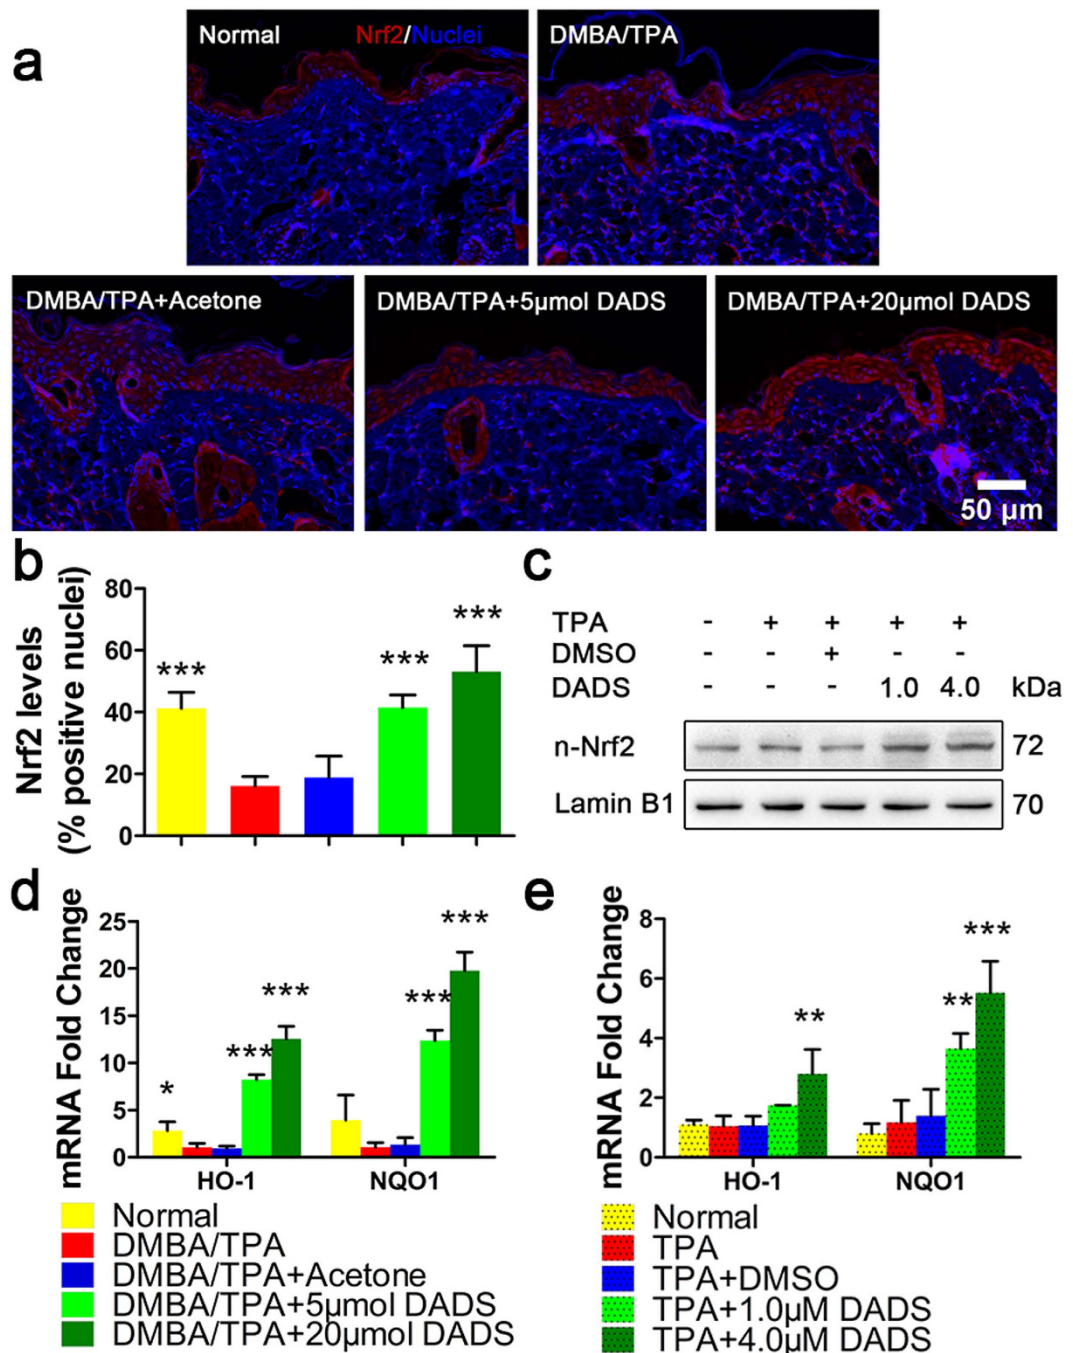 a
Normal
Nrf2/Nuclei
DMBA/TPA
DMBA/TPA+Acetone
DMBA/TPA+5µmol DADS
DMBA/TPA+20µmol DADS
50 µm
b
Nrf2 levels
(% positive nuclei)
80
60
40
20
0
***
***
***
c
TPA - + + + +
DMSO - - + - -
DADS - - - 1.0 4.0 kDa
n-Nrf2 72
Lamin B1 70
d
mRNA Fold Change
25
20
15
10
5
0
*
***
***
***
***
HO-1 NQO1
Normal
DMBA/TPA
DMBA/TPA+Acetone
DMBA/TPA+5µmol DADS
DMBA/TPA+20µmol DADS
e
mRNA Fold Change
8
6
4
2
0
**
**
***
HO-1 NQO1
Normal
TPA
TPA+DMSO
TPA+1.0µM DADS
TPA+4.0µM DADS